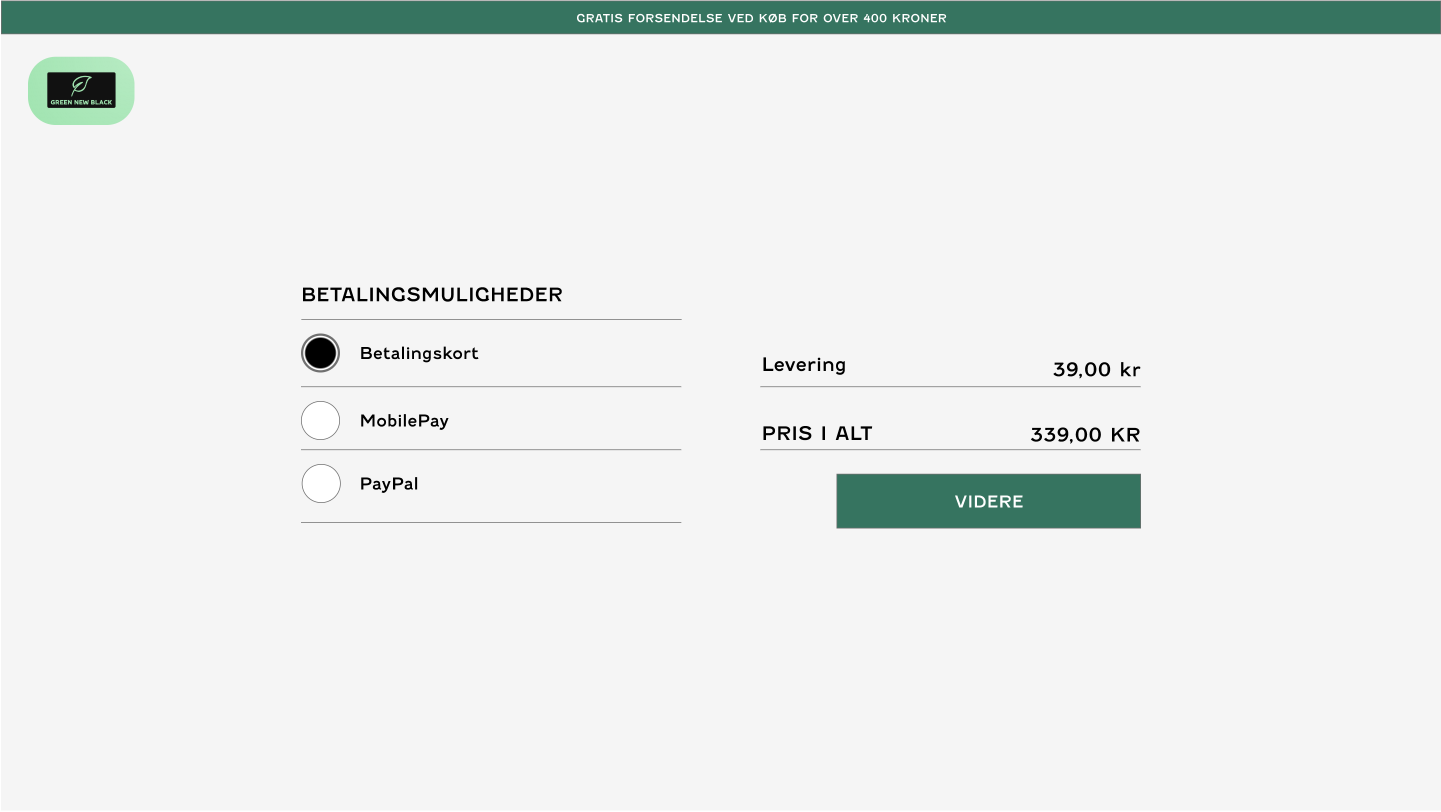 GRATIS FORSENDELSE VED KØB FOR OVER 400 KRONER
GREEN NEW BLACK
BETALINGSMULIGHEDER
Betalingskort
MobilePay
PayPal
Levering 39,00 kr
PRIS I ALT 339,00 KR
VIDERE